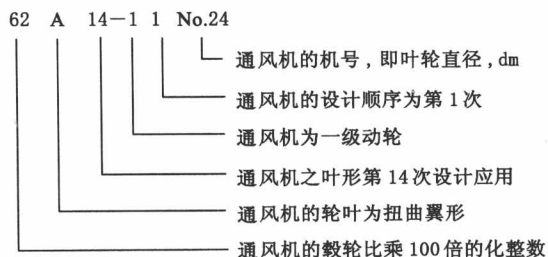 62 A 14-1 1 No.24
通风机的机号，即叶轮直径，dm
通风机的设计顺序为第1次
通风机为一级动轮
通风机之叶形第14次设计应用
通风机的轮叶为扭曲翼形
通风机的毂轮比乘100倍的化整数